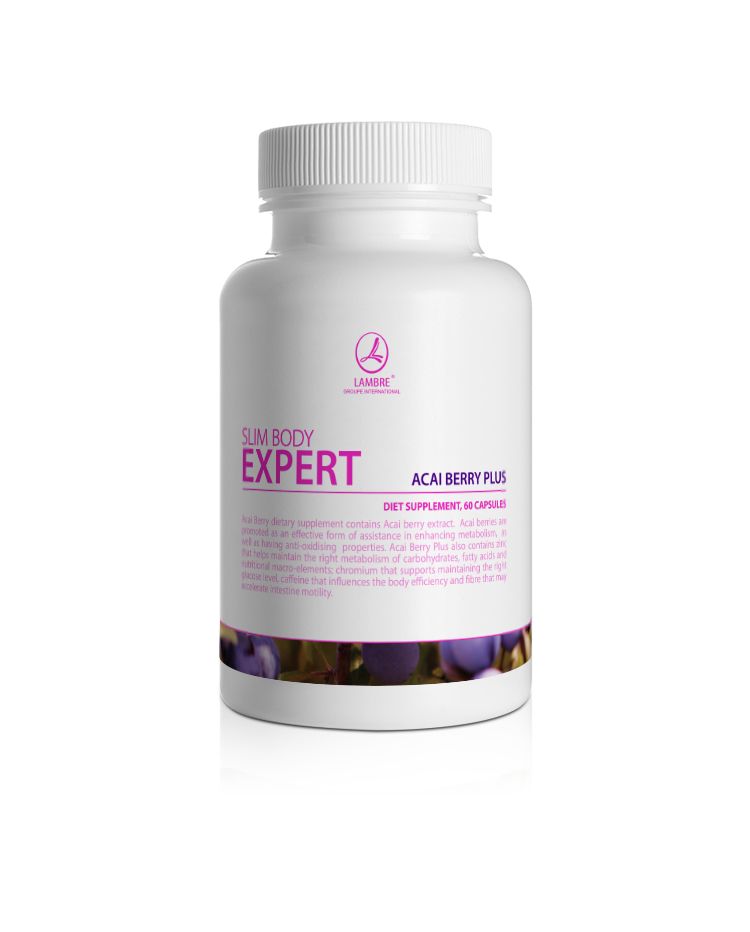 LAMBRE®
GROUPE INTERNATIONAL
SLIM BODY
EXPERT
ACAI BERRY PLUS
DIET SUPPLEMENT, 60 CAPSULES
Acai Berry dietary supplement contains Acai berry extract. Acai berries are
promoted as an effective form of assistance in enhancing metabolism, as
well as having anti-oxidising properties. Acai Berry Plus also contains zinc
that helps maintain the right metabolism of carbohydrates, fatty acids and
nutritional macro-elements; chromium that supports maintaining the right
glucose level, caffeine that influences the body efficiency and fibre that may
accelerate intestine motility.